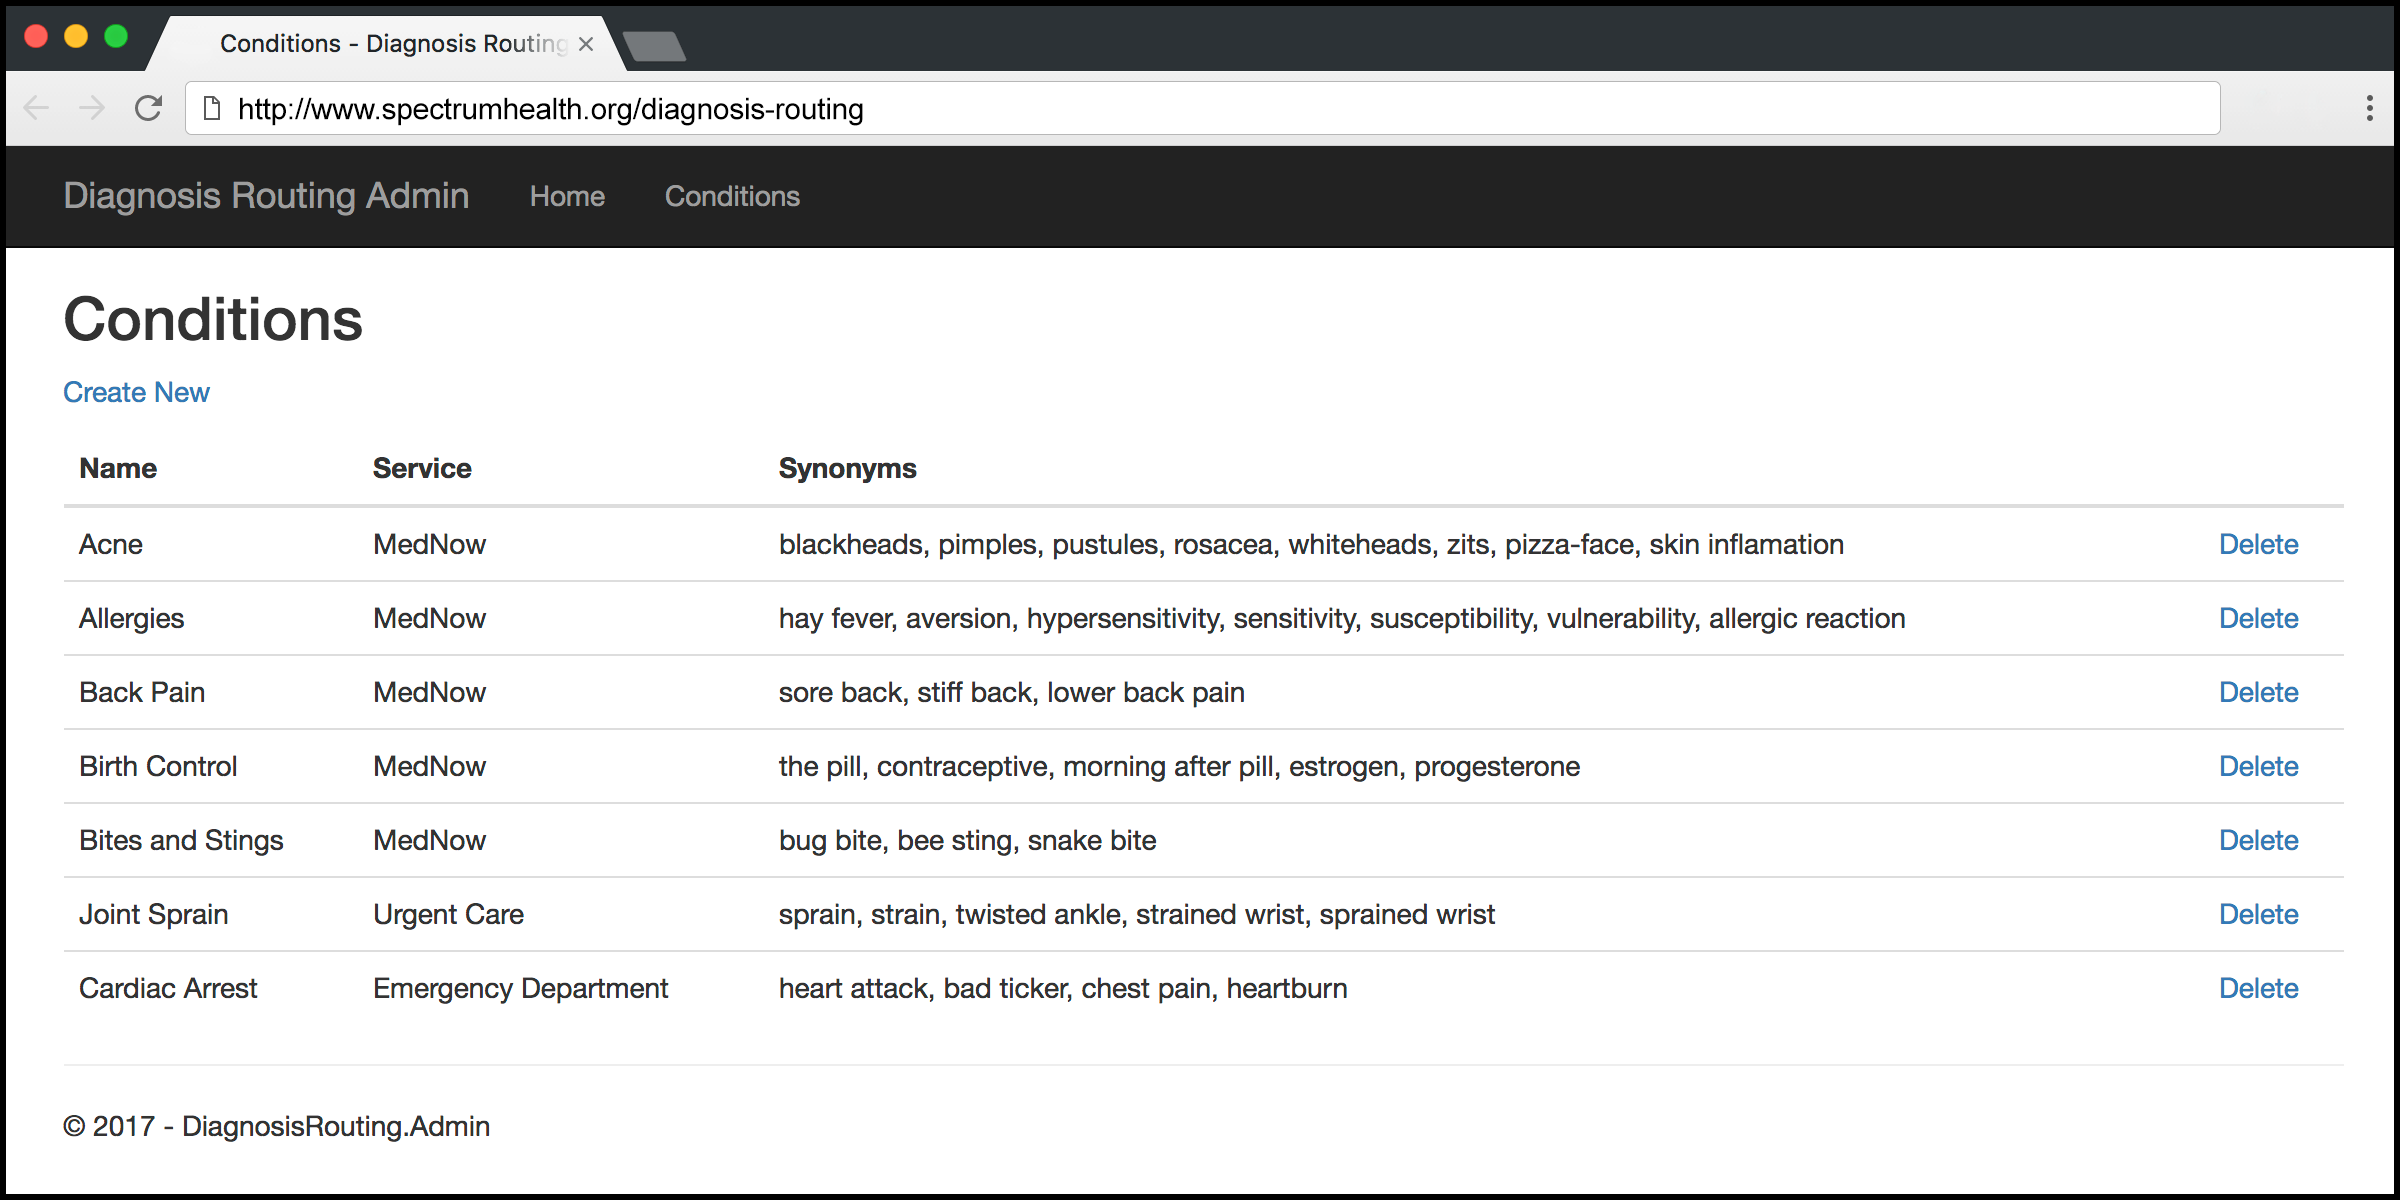 Conditions - Diagnosis Routing
http://www.spectrumhealth.org/diagnosis-routing
Diagnosis Routing Admin Home Conditions
Conditions
Create New
Name Service Synonyms
Acne MedNow blackheads, pimples, pustules, rosacea, whiteheads, zits, pizza-face, skin inflamation Delete
Allergies MedNow hay fever, aversion, hypersensitivity, sensitivity, susceptibility, vulnerability, allergic reaction Delete
Back Pain MedNow sore back, stiff back, lower back pain Delete
Birth Control MedNow the pill, contraceptive, morning after pill, estrogen, progesterone Delete
Bites and Stings MedNow bug bite, bee sting, snake bite Delete
Joint Sprain Urgent Care sprain, strain, twisted ankle, strained wrist, sprained wrist Delete
Cardiac Arrest Emergency Department heart attack, bad ticker, chest pain, heartburn Delete
© 2017 - DiagnosisRouting.Admin